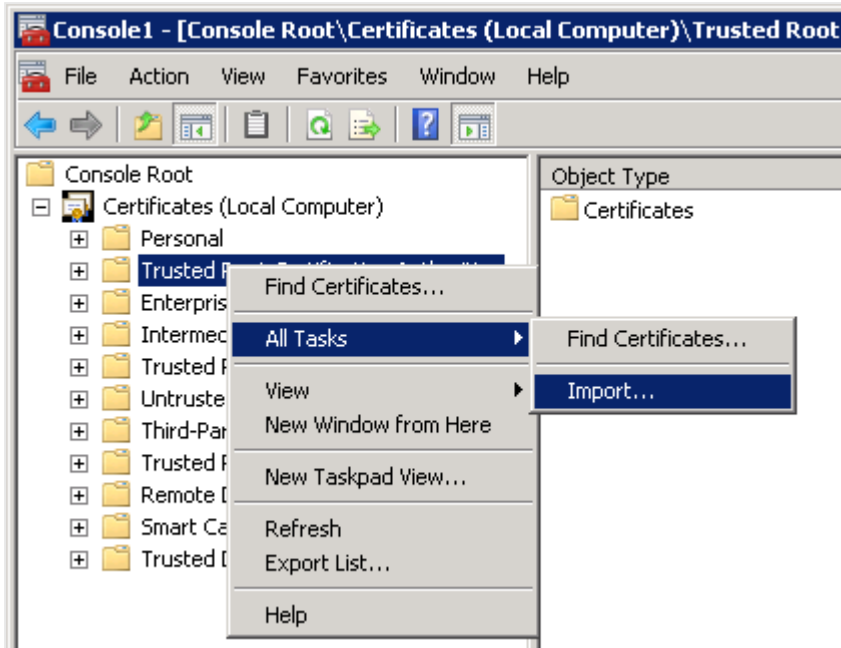 Console1 - [Console Root\Certificates (Local Computer)\Trusted Root
File Action View Favorites Window Help
Console Root
Certificates (Local Computer)
Personal
Trusted
Enterpris
Intermed
Trusted
Untruste
Third-Par
Trusted
Remote
Smart Ca
Trusted
Find Certificates...
All Tasks
View
New Window from Here
New Taskpad View...
Refresh
Export List...
Help
Find Certificates...
Import...
Object Type
Certificates